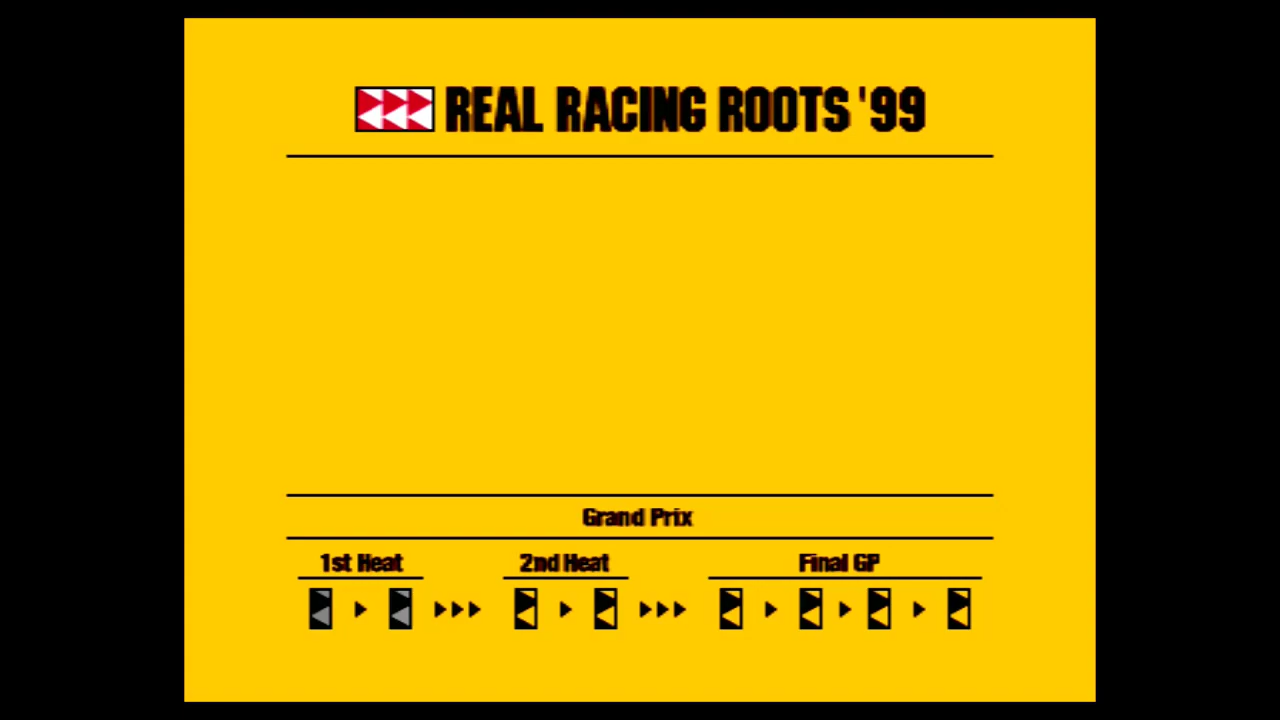 REAL RACING ROOTS '99
Grand Prix
1st Heat
2nd Heat
Final GP